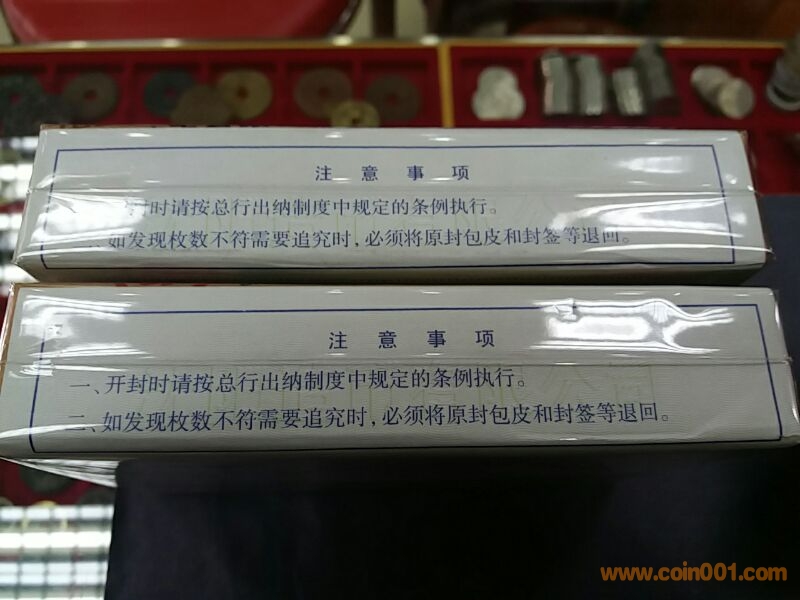 注意事项
一、开封时请按总行出纳制度中规定的条例执行。
二、如发现枚数不符需要追究时，必须将原封包皮和封签等退回。
注意事项
一、开封时请按总行出纳制度中规定的条例执行。
二、如发现枚数不符需要追究时，必须将原封包皮和封签等退回。
www.coin001.com